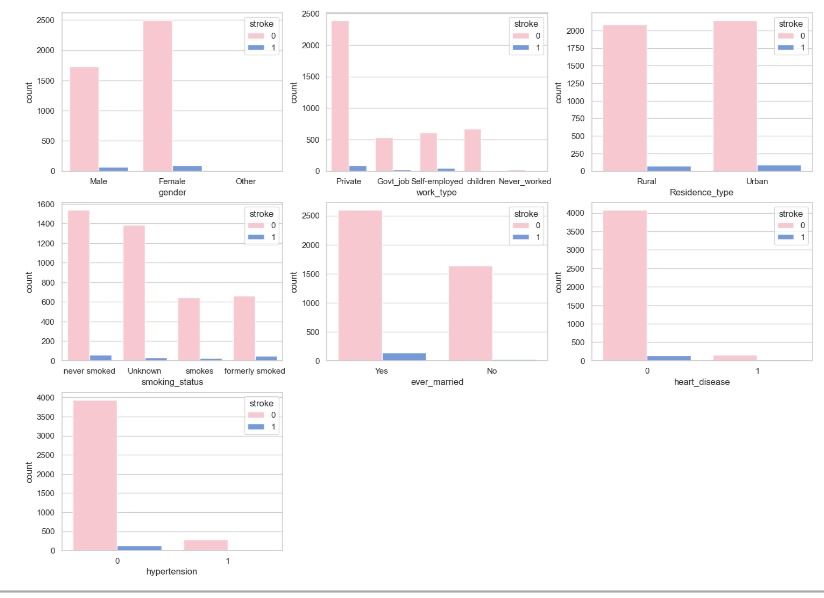 2500
2000
1500
1000
500
0
count
stroke
0
1
Male Female Other
gender
2500
2000
1500
1000
500
0
count
stroke
0
1
Private Govt_job Self-employed children Never_worked
work_type
2000
1750
1500
1250
1000
750
500
250
0
count
stroke
0
1
Rural Urban
Residence_type
1600
1400
1200
1000
800
600
400
200
0
count
stroke
0
1
never smoked Unknown smokes formerly smoked
smoking_status
2500
2000
1500
1000
500
0
count
stroke
0
1
Yes No
ever_married
4000
3500
3000
2500
2000
1500
1000
500
0
count
stroke
0
1
0 1
heart_disease
4000
3500
3000
2500
2000
1500
1000
500
0
count
stroke
0
1
0 1
hypertension